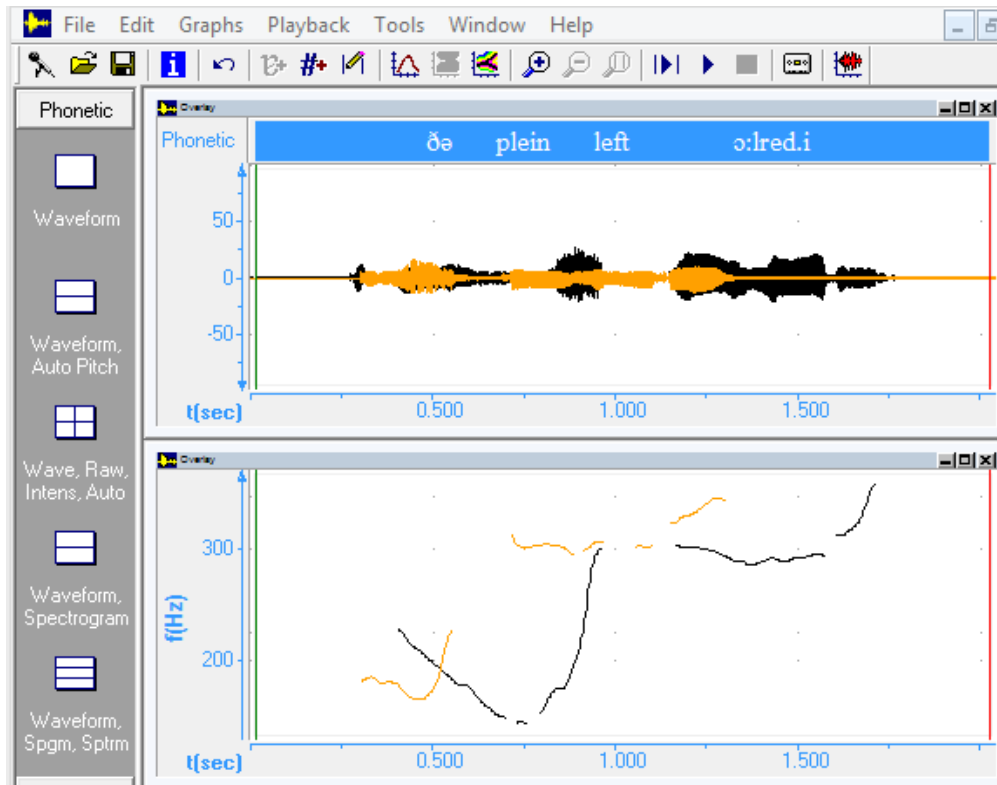 File Edit Graphs Playback Tools Window Help
Phonetic
Waveform
Waveform,
Auto Pitch
Wave, Raw,
Intens, Auto
Waveform,
Spectrogram
Waveform,
Spgm, Sptrm
Overlay
Phonetic ðə plein left ɔ:lred.i
50
0
-50
t(sec) 0.500 1.000 1.500
Overlay
300
f(Hz)
200
t(sec) 0.500 1.000 1.500